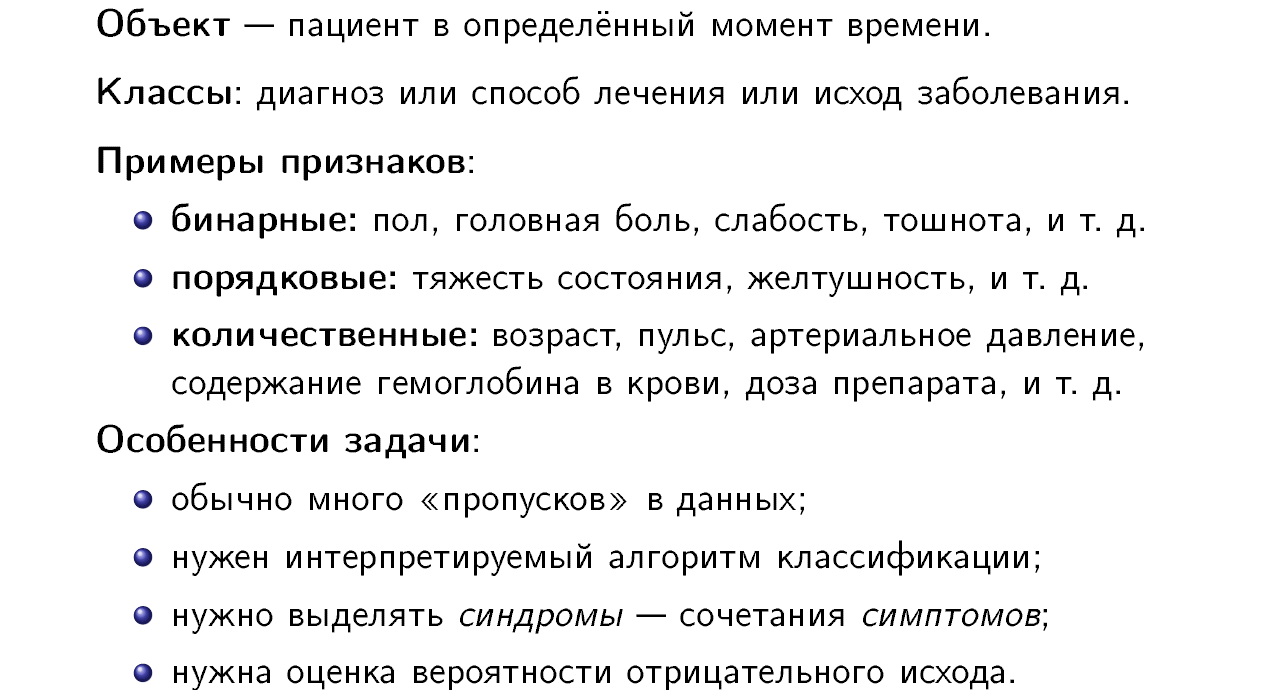 Объект — пациент в определённый момент времени.
Классы: диагноз или способ лечения или исход заболевания.
Примеры признаков:
бинарные: пол, головная боль, слабость, тошнота, и т. д.
порядковые: тяжесть состояния, желтушность, и т. д.
количественные: возраст, пульс, артериальное давление,
содержание гемоглобина в крови, доза препарата, и т. д.
Особенности задачи:
обычно много «пропусков» в данных;
нужен интерпретируемый алгоритм классификации;
нужно выделять синдромы — сочетания симптомов;
нужна оценка вероятности отрицательного исхода.